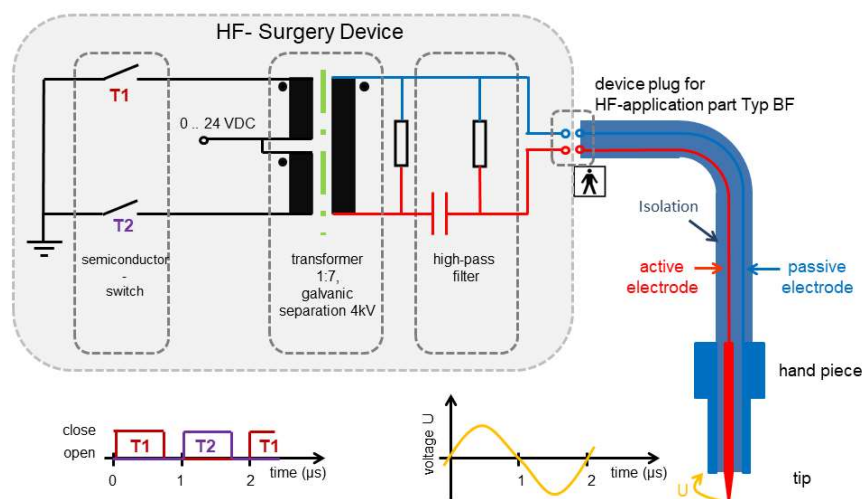 HF- Surgery Device
T1
0 .. 24 VDC
T2
semiconductor
-
switch
transformer
1:7,
galvanic
separation 4kV
high-pass
filter
device plug for
HF-application part Typ BF
Isolation
active
electrode
passive
electrode
hand piece
tip
U
close
open
T1
T2
T1
0
1
2
time (µs)
voltage U
0
1
2
time (µs)